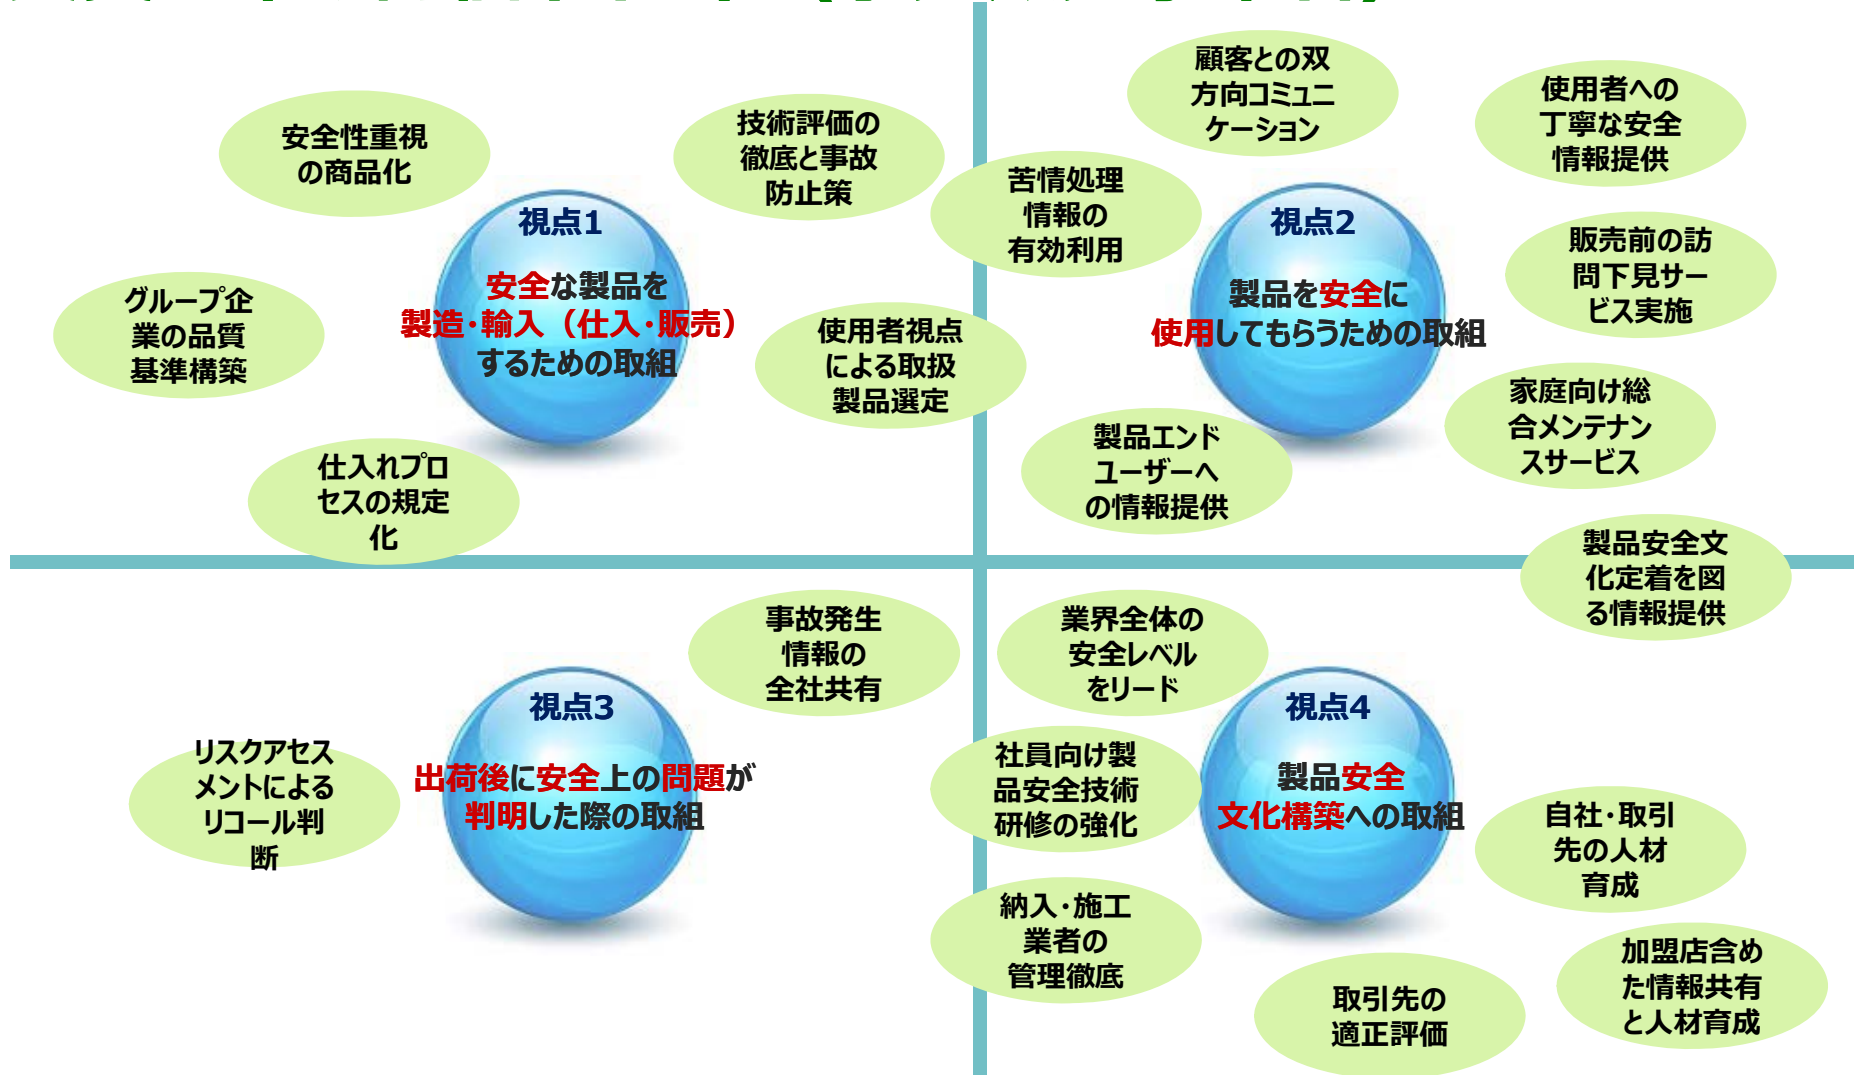 安全性重視
の商品化
技術評価の
徹底と事故
防止策
グループ企
業の品質
基準構築
視点1
安全な製品を
製造・輸入（仕入・販売）
するための取組
使用者視点
による取扱
製品選定
仕入れプロ
セスの規定
化
顧客との双
方向コミュニ
ケーション
使用者への
丁寧な安全
情報提供
苦情処理
情報の
有効利用
視点2
製品を安全に
使用してもらうための取組
販売前の訪
問下見サー
ビス実施
家庭向け総
合メンテナン
スサービス
製品エンド
ユーザーへ
の情報提供
製品安全文
化定着を図
る情報提供
事故発生
情報の
全社共有
視点3
出荷後に安全上の問題が
判明した際の取組
リスクアセス
メントによる
リコール判
断
業界全体の
安全レベル
をリード
視点4
製品安全
文化構築への取組
社員向け製
品安全技術
研修の強化
自社・取引
先の人材
育成
納入・施工
業者の
管理徹底
取引先の
適正評価
加盟店含め
た情報共有
と人材育成